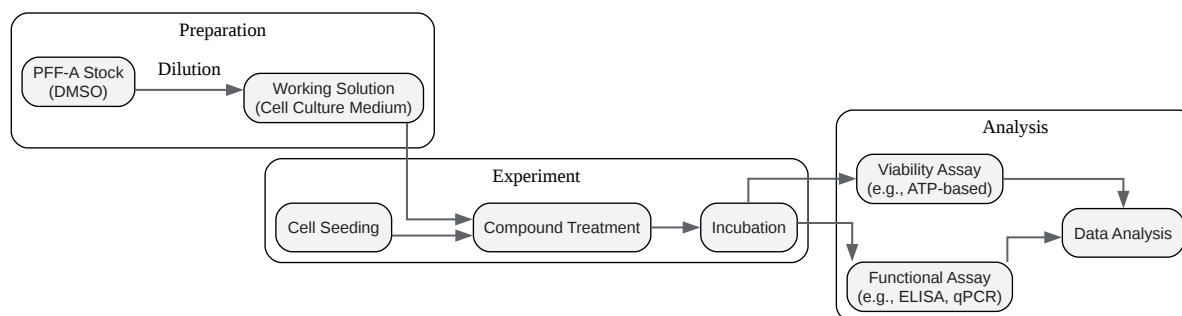 Preparation
PFF-A Stock
(DMSO)
Dilution
Working Solution
(Cell Culture Medium)
Experiment
Cell Seeding
Compound Treatment
Incubation
Analysis
Viability Assay
(e.g., ATP-based)
Functional Assay
(e.g., ELISA, qPCR)
Data Analysis